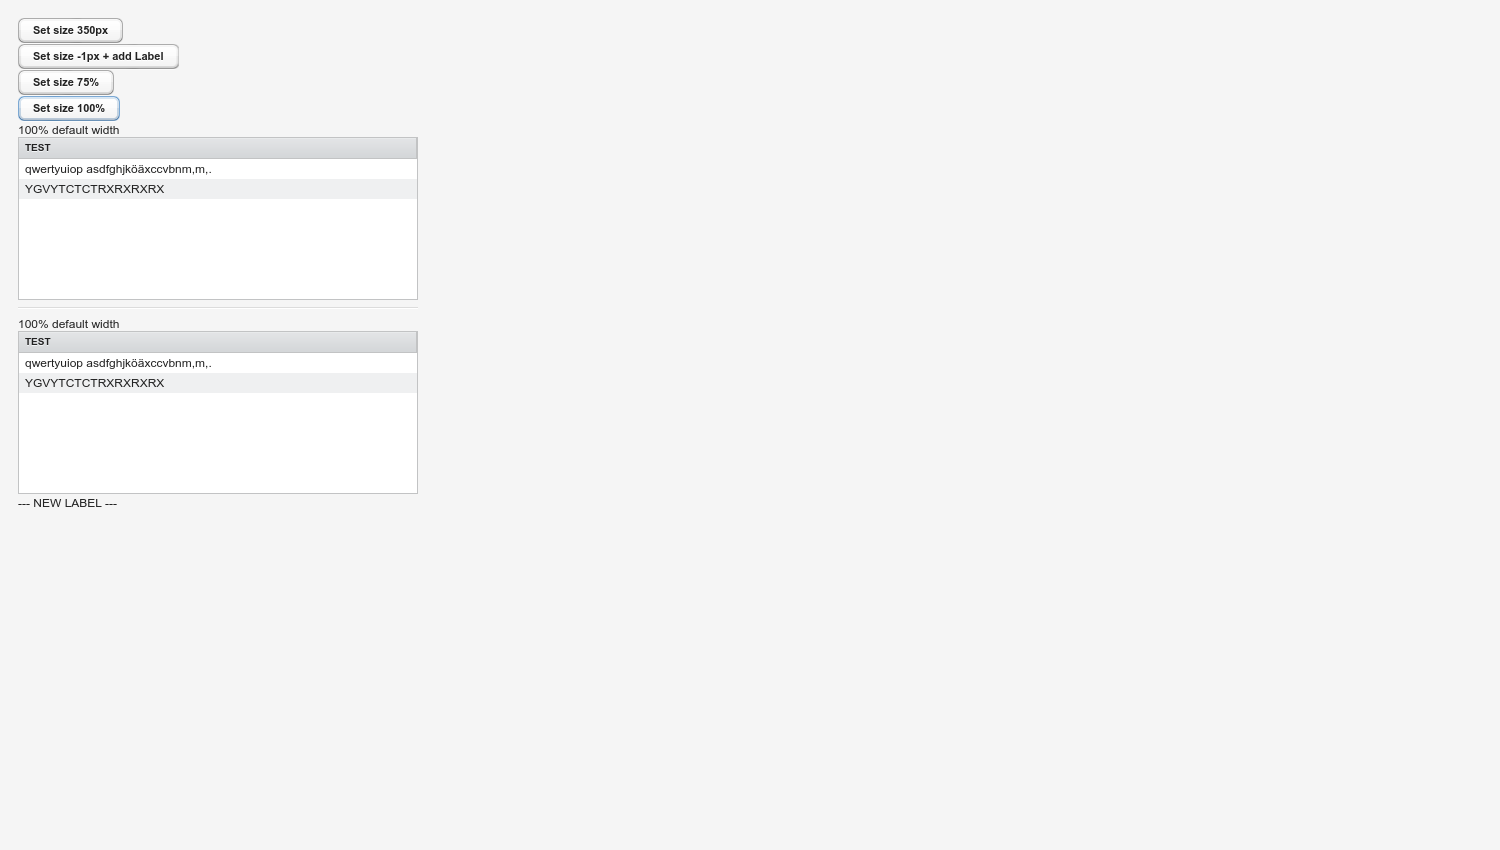 Set size 350px
Set size -1px + add Label
Set size 75%
Set size 100%
100% default width
TEST
qwertyuiop asdfghjköäxccvbnm,m,.
YGVYTCTCTRXRXRXRX
100% default width
TEST
qwertyuiop asdfghjköäxccvbnm,m,.
YGVYTCTCTRXRXRXRX
--- NEW LABEL ---